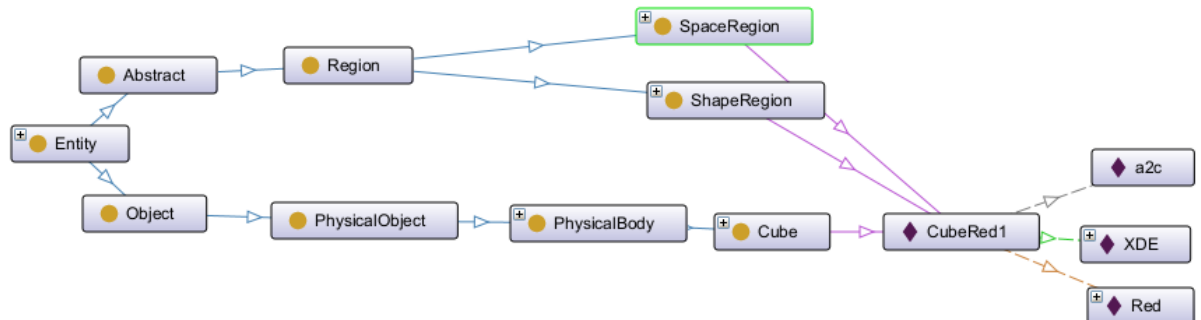 SpaceRegion
Region
Abstract
ShapeRegion
Entity
a2c
Object
PhysicalObject
PhysicalBody
Cube
CubeRed1
XDE
Red